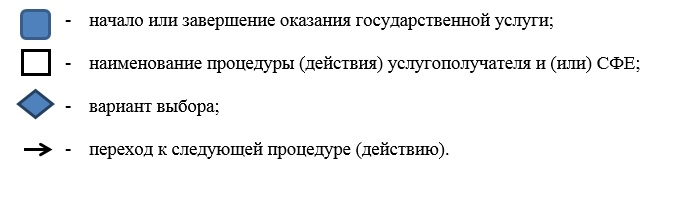 - начало или завершение оказания государственной услуги;
- наименование процедуры (действия) услугополучателя и (или) СФЕ;
- вариант выбора;
- переход к следующей процедуре (действию).